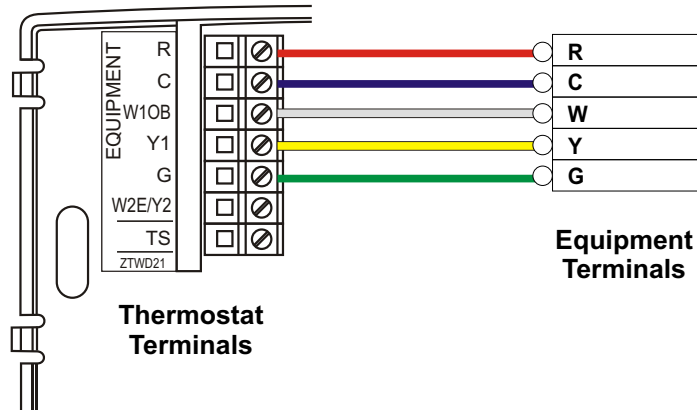 EQUIPMENT
R
C
W1OB
Y1
G
W2E/Y2
TS
ZTWD21
Thermostat
Terminals
R
C
W
Y
G
Equipment
Terminals